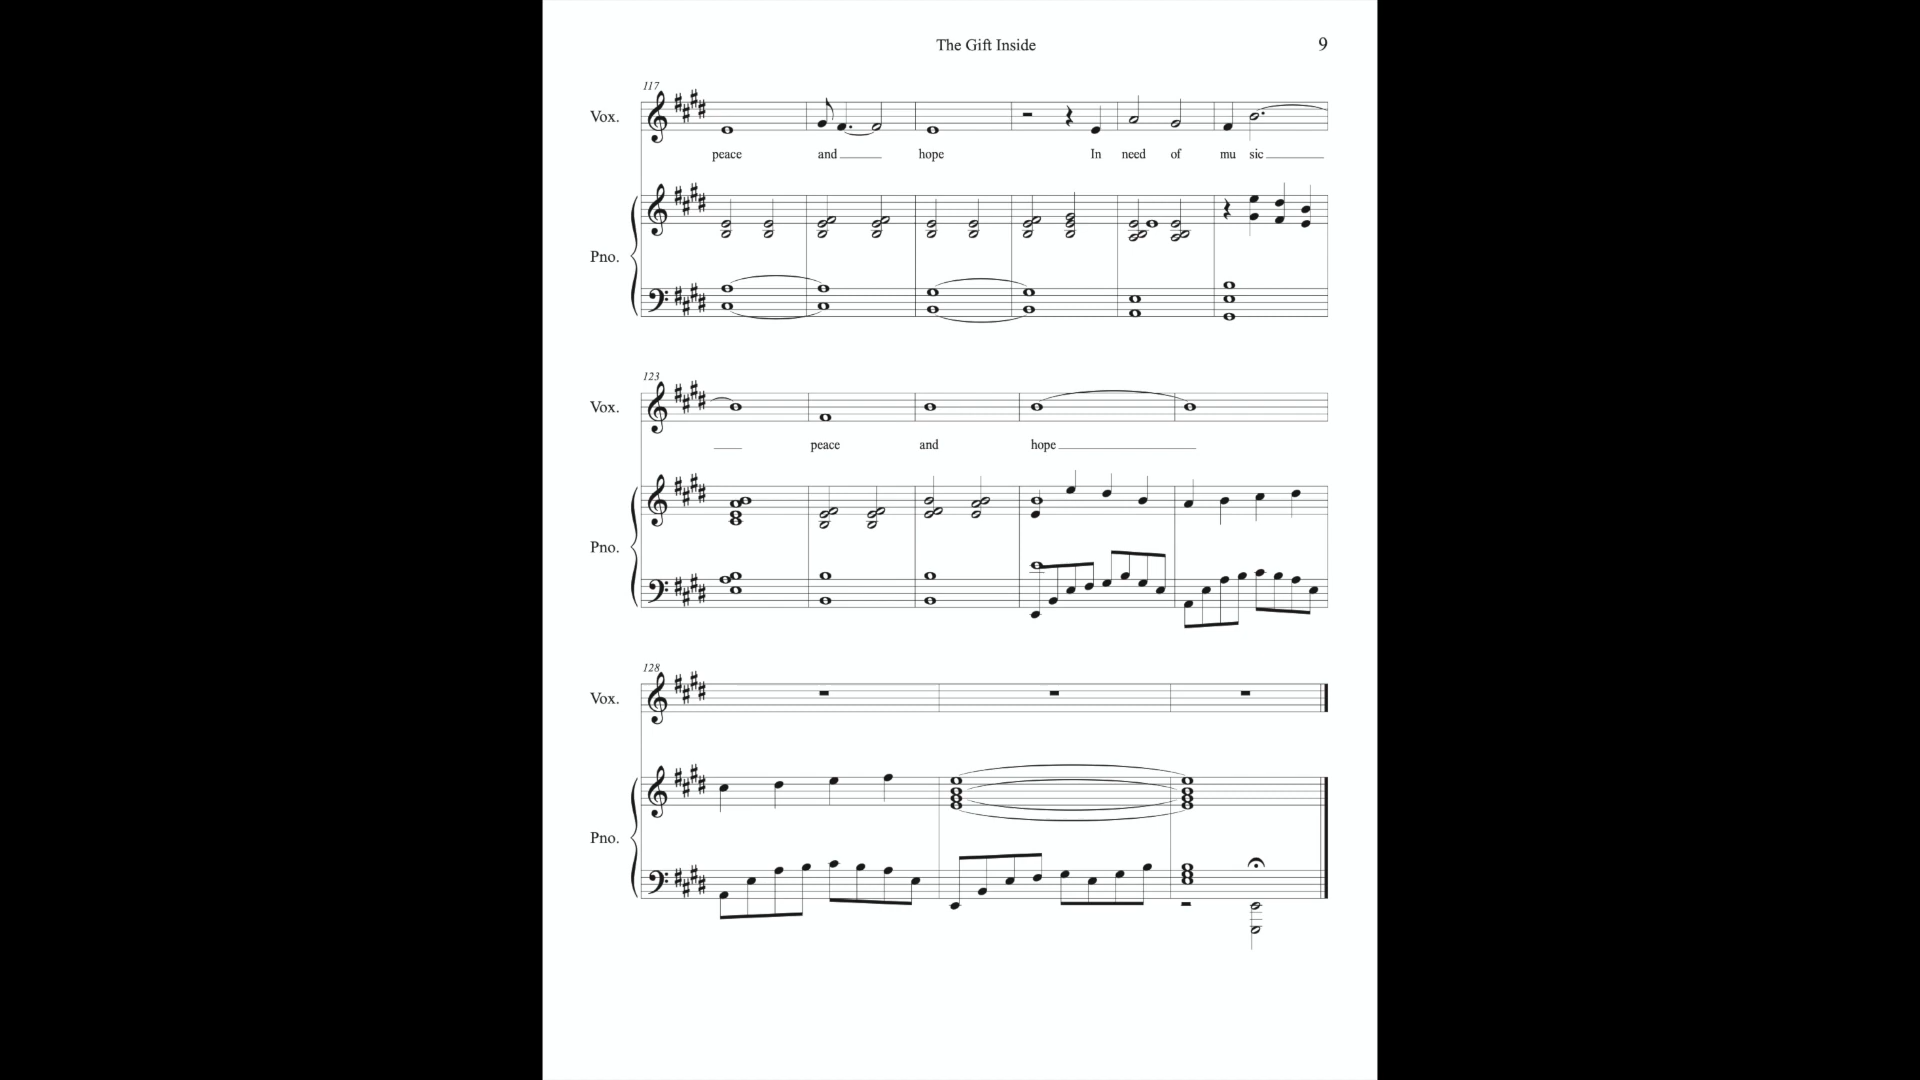 The Gift Inside 9
117
Vox.
peace and hope In need of mu sic
Pno.
123
Vox.
peace and hope
Pno.
128
Vox.
Pno.